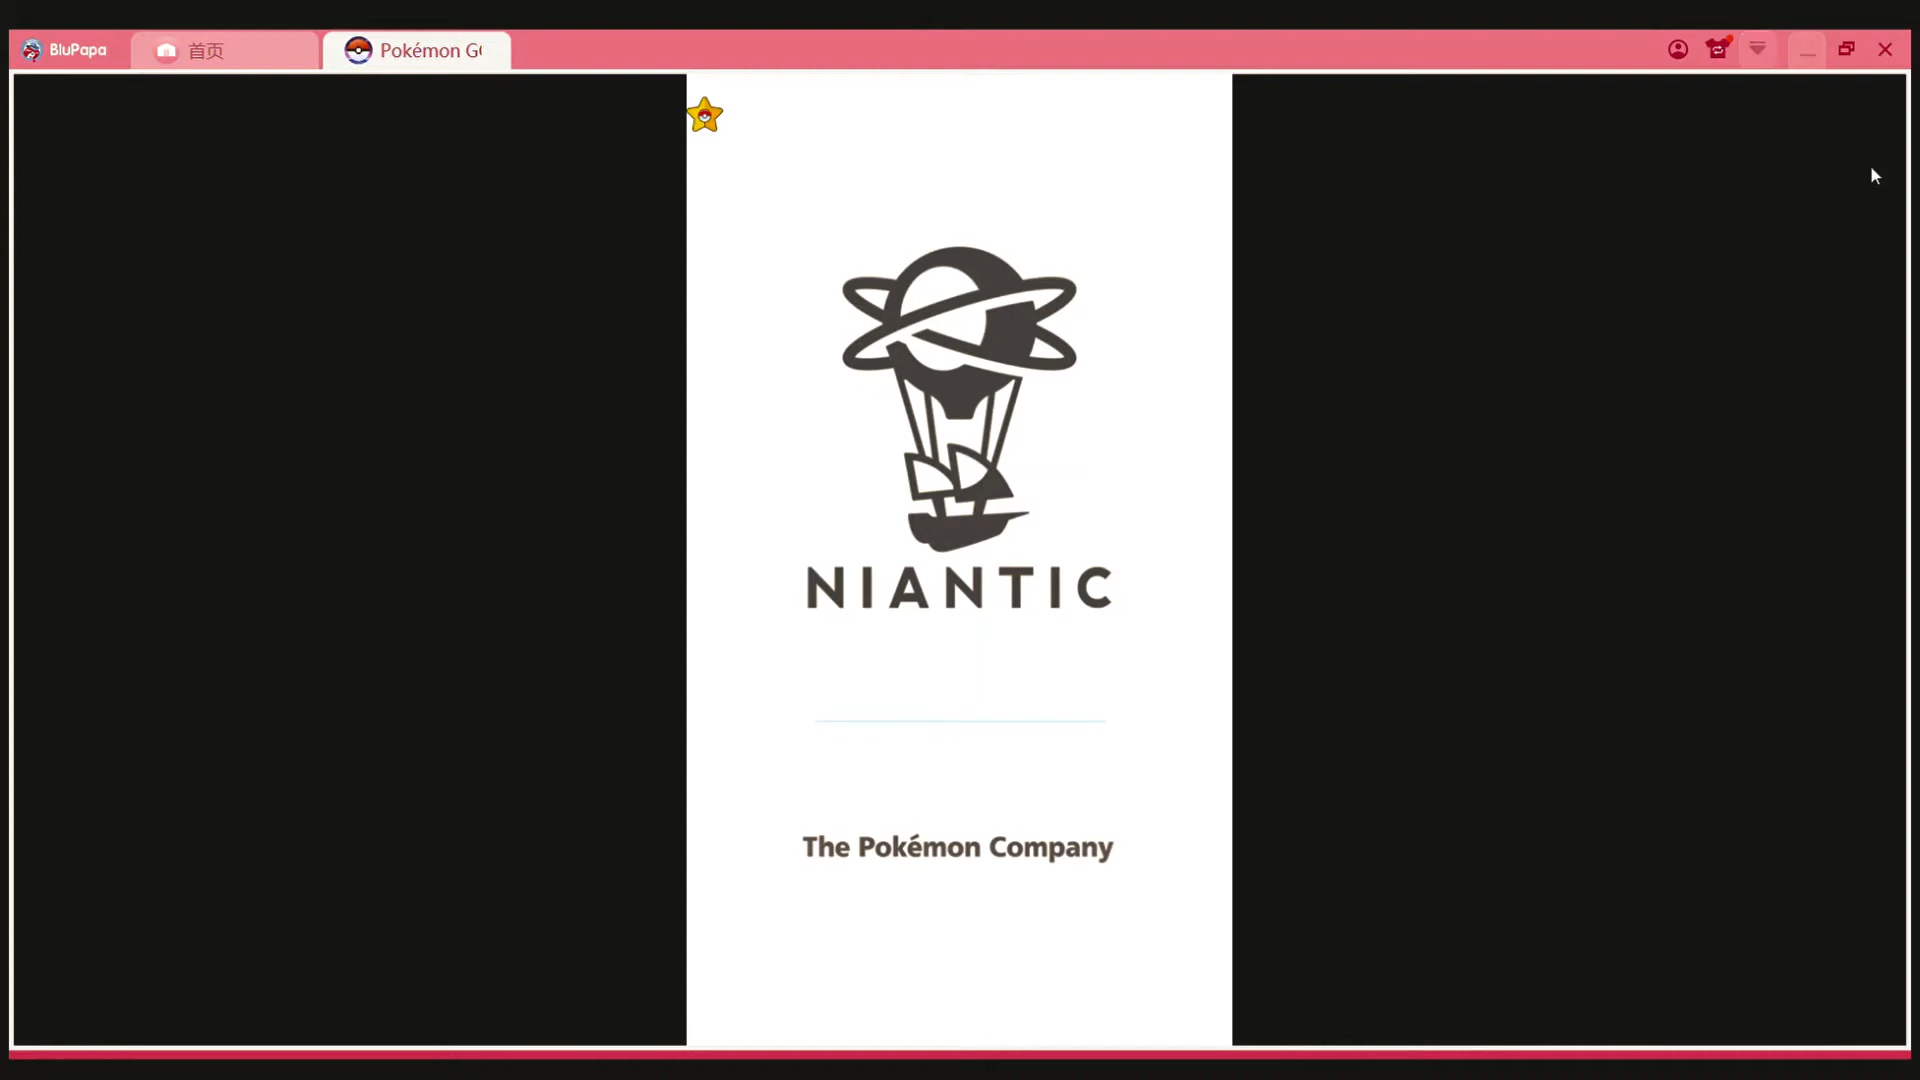 BluPapa
首页
Pokémon G
NIANTIC
The Pokémon Company